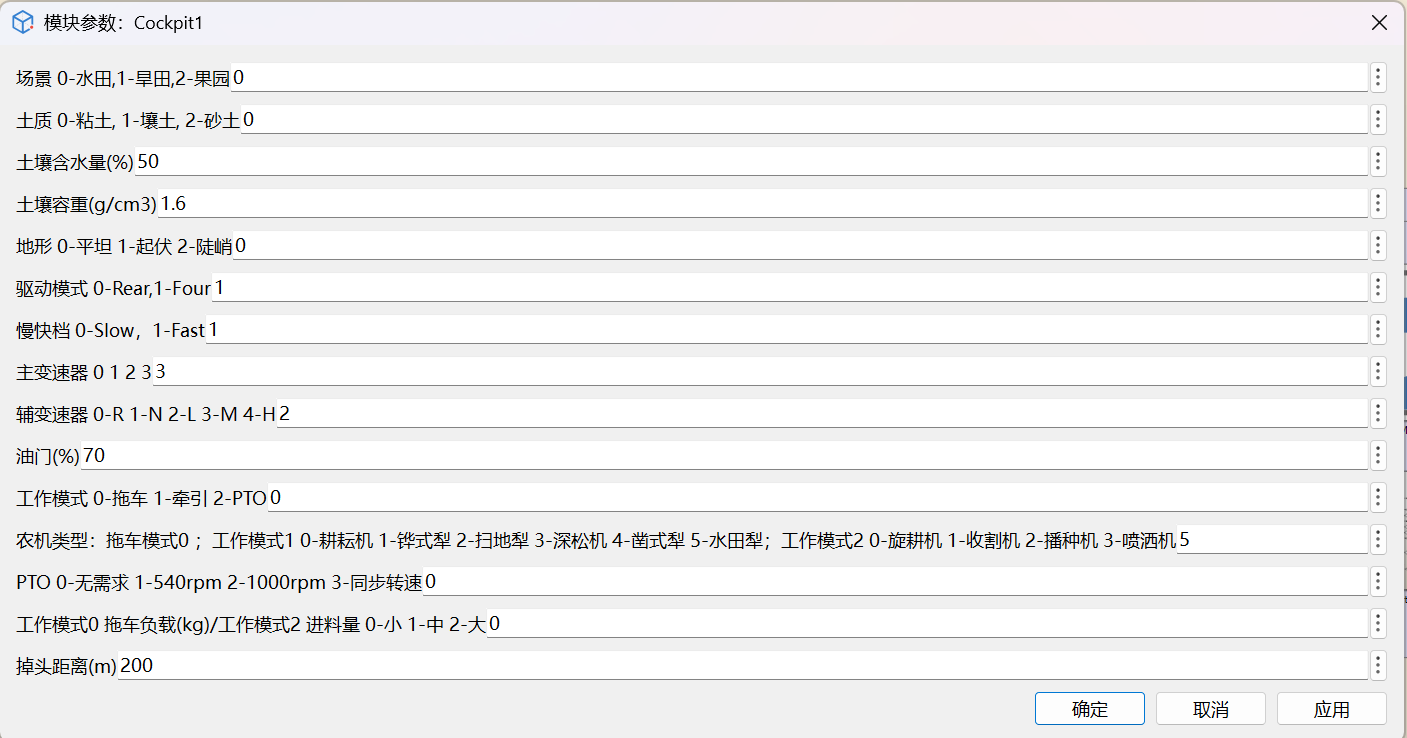 模块参数：Cockpit1
场景 0-水田,1-旱田,2-果园 0
土质 0-粘土, 1-壤土, 2-砂土 0
土壤含水量(%) 50
土壤容重(g/cm3) 1.6
地形 0-平坦 1-起伏 2-陡峭 0
驱动模式 0-Rear,1-Four 1
慢快档 0-Slow，1-Fast 1
主变速器 0 1 2 3 3
辅变速器 0-R 1-N 2-L 3-M 4-H 2
油门(%) 70
工作模式 0-拖车 1-牵引 2-PTO 0
农机类型：拖车模式0 ；工作模式1 0-耕耘机 1-铧式犁 2-扫地犁 3-深松机 4-凿式犁 5-水田犁；工作模式2 0-旋耕机 1-收割机 2-播种机 3-喷洒机 5
PTO 0-无需求 1-540rpm 2-1000rpm 3-同步转速 0
工作模式0 拖车负载(kg)/工作模式2 进料量 0-小 1-中 2-大 0
掉头距离(m) 200
确定 取消 应用